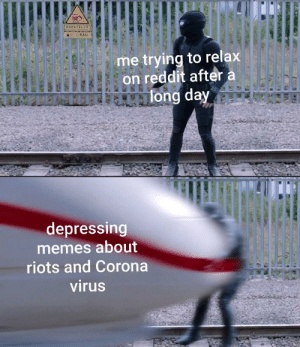 me trying to relax
on reddit after a
long day
depressing
memes about
riots and Corona
virus